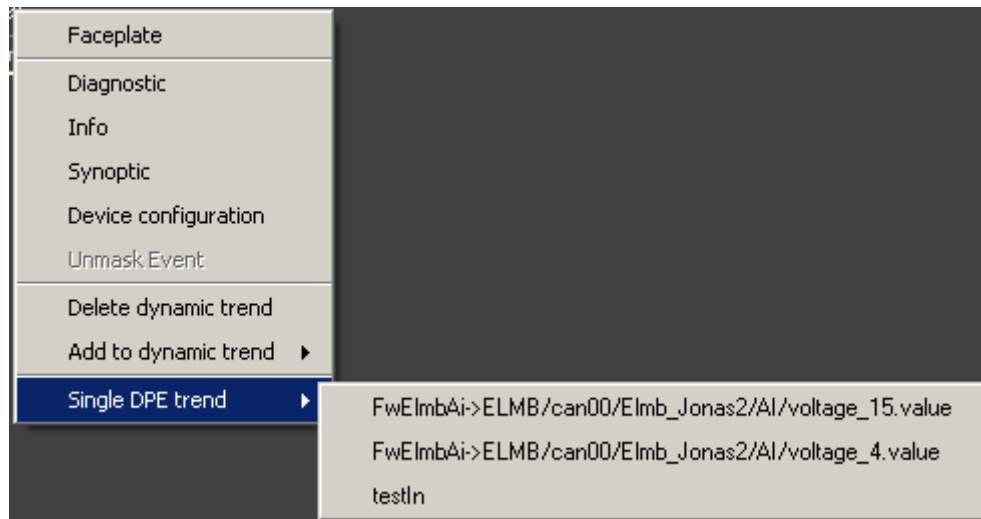 Faceplate
Diagnostic
Info
Synoptic
Device configuration
Unmask Event
Delete dynamic trend
Add to dynamic trend
Single DPE trend
FwElmbAi->ELMB/can00/Elmb_Jonas2/AI/voltage_15.value
FwElmbAi->ELMB/can00/Elmb_Jonas2/AI/voltage_4.value
testIn